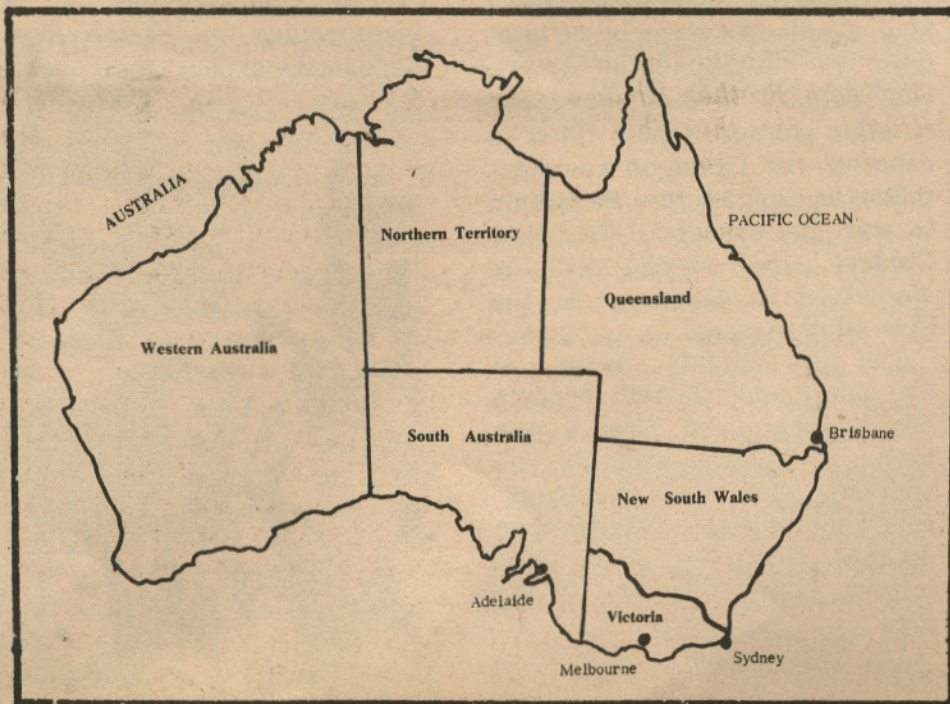 AUSTRALIA
PACIFIC OCEAN
Northern Territory
Queensland
Western Australia
South Australia
Brisbane
New South Wales
Adelaide
Victoria
Melbourne
Sydney